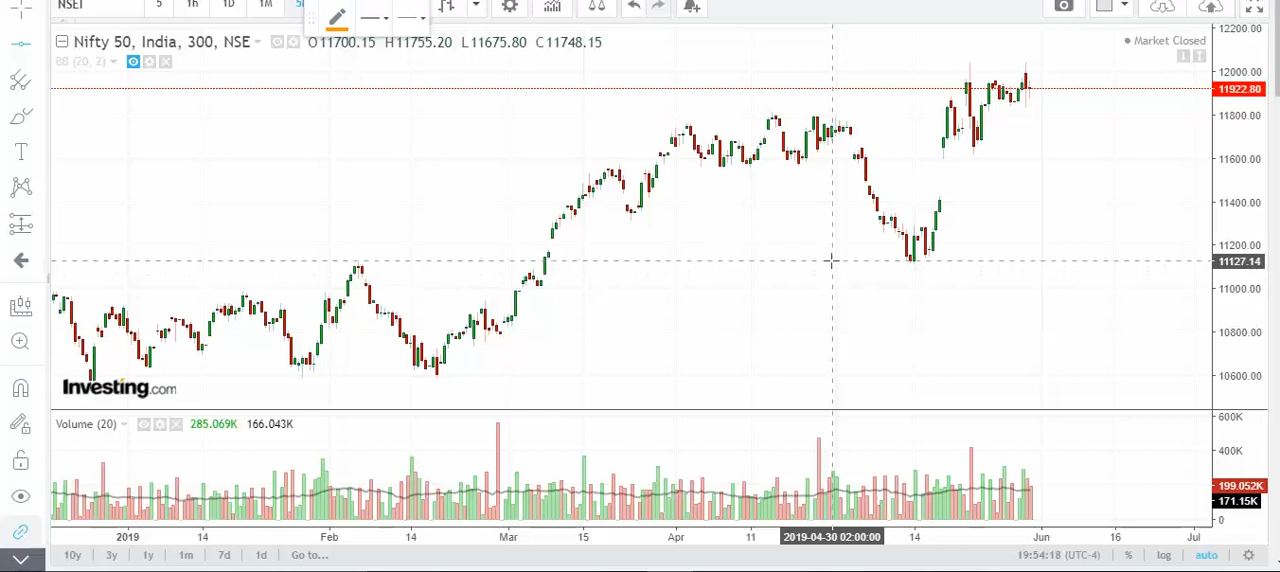 NSEI 5 1h 1D 1M
Nifty 50, India, 300, NSE O11700.15 H11755.20 L11675.80 C11748.15
Market Closed
BB (20, 2)
12200.00
12000.00
11922.80
11800.00
11600.00
11400.00
11200.00
11127.14
11000.00
10800.00
10600.00
Investing.com
Volume (20) 285.069K 166.043K
600K
400K
199.052K
171.15K
0
2019 14 Feb 14 Mar 15 Apr 11 2019-04-30 02:00:00 14 Jun 16 Jul
10y 3y 1y 1m 7d 1d Go to... 19:54:18 (UTC-4) % log auto